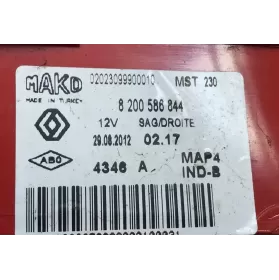 MAKO 02023099900010 MST 230
MADE IN TURKEY
8 200 586 844
12V SAG/DROITE
29.08.2012 02.17
ABO
4346 A MAP4
IND-B